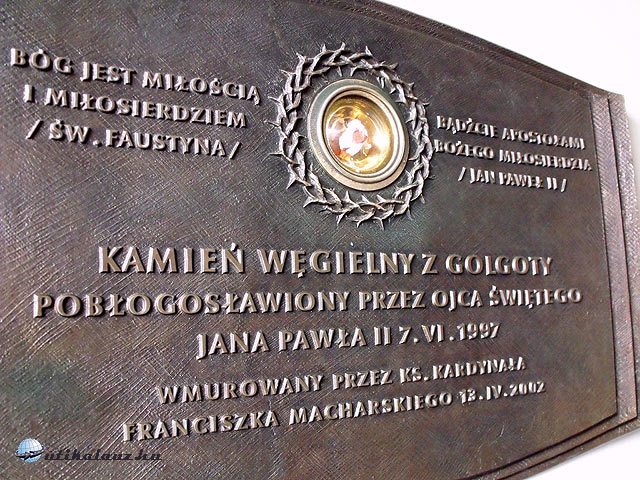 BÓG JEST MIŁOŚCIĄ
I MIŁOSIERDZIEM
/ ŚW. FAUSTYNA /
BĄDŹCIE APOSTOŁAMI
BOŻEGO MIŁOSIERDZIA
/ JAN PAWEŁ II /
KAMIEŃ WĘGIELNY Z GOLGOTY
POBŁOGOSŁAWIONY PRZEZ OJCA ŚWIĘTEGO
JANA PAWŁA II 7. VI. 1997
WMUROWANY PRZEZ KS. KARDYNAŁA
FRANCISZKA MACHARSKIEGO 13. IV. 2002
utikalauz.hu